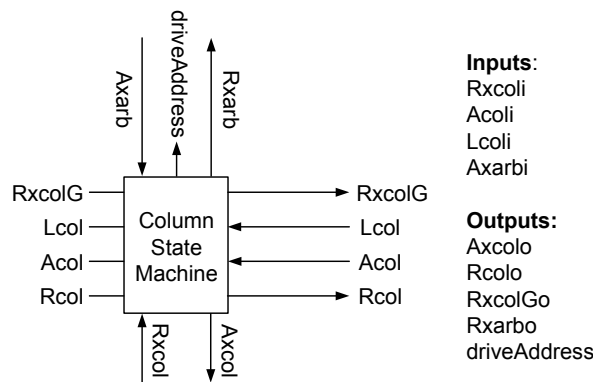 Axarb
driveAddress
Rxarb
RxcolG
Lcol
Acol
Rcol
Column
State
Machine
RxcolG
Lcol
Acol
Rcol
Rxcol
Axcol
Inputs:
Rxcoli
Acoli
Lcoli
Axarbi
Outputs:
Axcolo
Rcolo
RxcolGo
Rxarbo
driveAddress